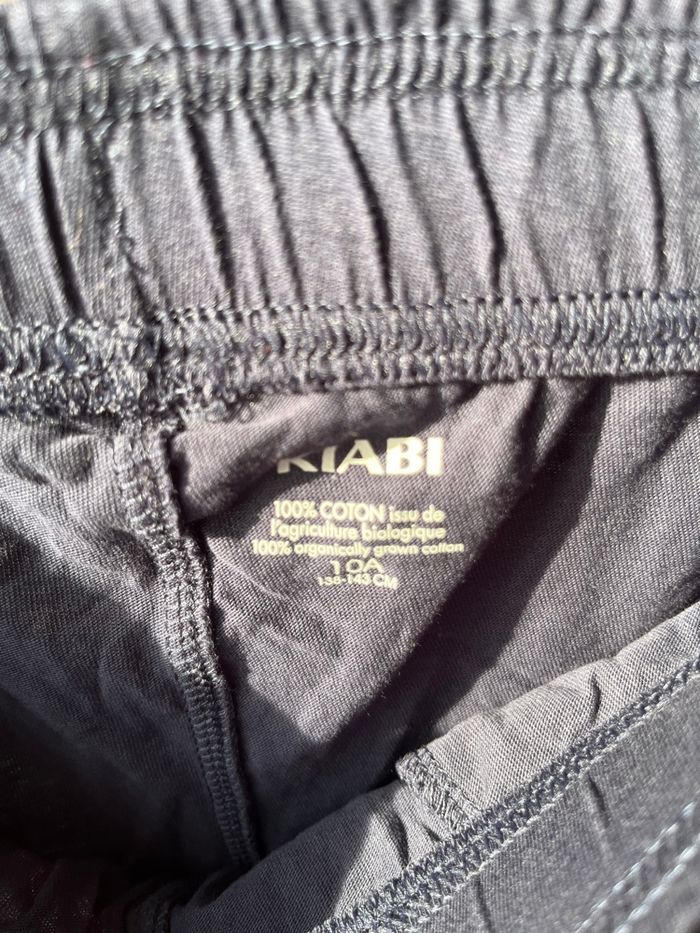 KIABI
100% COTON issu de
l'agriculture biologique
100% organically grown cotton
10A
138-143 CM